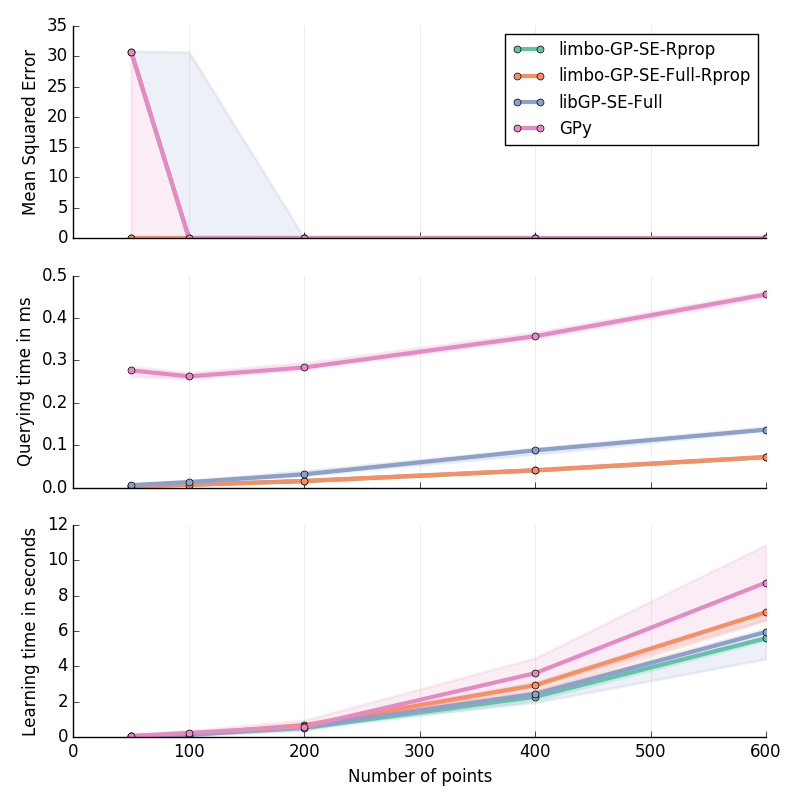 35
30
25
20
15
10
5
0
Mean Squared Error
limbo-GP-SE-Rprop
limbo-GP-SE-Full-Rprop
libGP-SE-Full
GPy
0.5
0.4
0.3
0.2
0.1
0.0
Querying time in ms
12
10
8
6
4
2
0
Learning time in seconds
0 100 200 300 400 500 600
Number of points